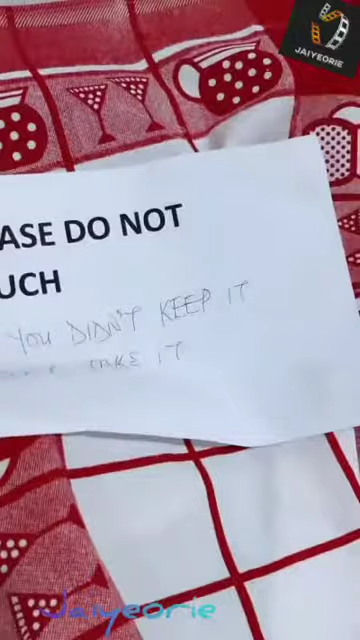 JAIYEORIE
ASE DO NOT
UCH
YOU DIDN'T KEEP IT
TAKE IT
Jaiyeorie